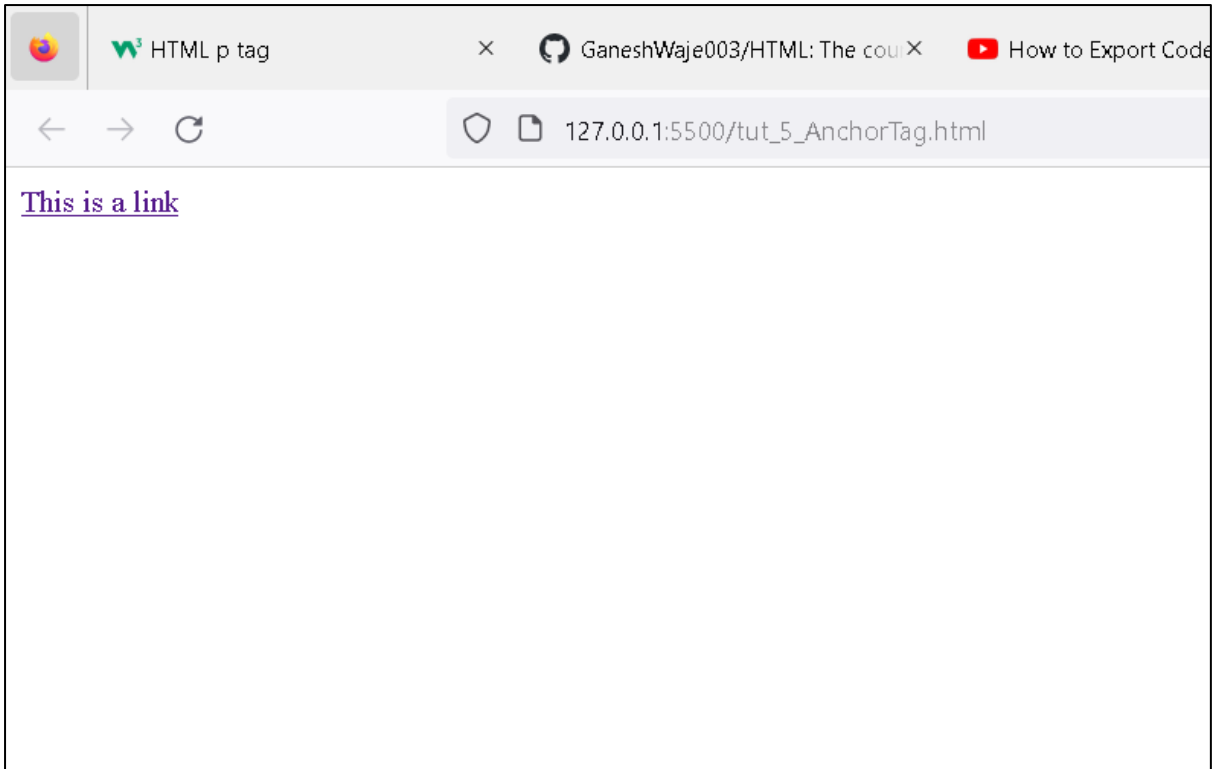 HTML p tag
GaneshWaje003/HTML: The cour
How to Export Code
127.0.0.1:5500/tut_5_AnchorTag.html
This is a link